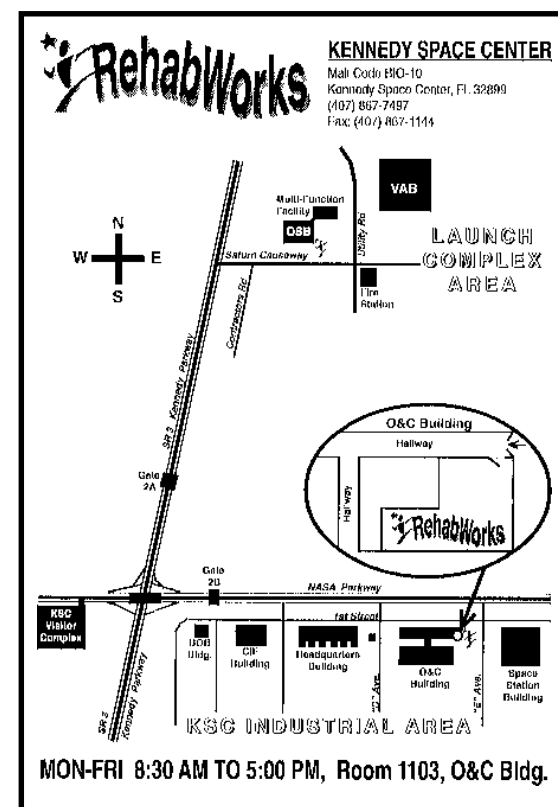 RehabWorks
KENNEDY SPACE CENTER
Mail Code BIO-10
Kennedy Space Center, FL 32899
(407) 867-7497
Fax: (407) 867-1144
VAB
Multi-Function
Facility
OSB
Utility Rd
LAUNCH
COMPLEX
AREA
N
W E
S
Saturn Causeway
Fire
Station
Contractors Rd
SR 3 Kennedy Parkway
O&C Building
Hallway
Hallway
RehabWorks
Gate
2A
Gate
NASA Parkway
KSC
Visitor
Complex
1st Street
Bldg.
CIF
Building
Headquarters
Building
"C" Ave.
O&C
Building
"E" Ave.
Space
Station
Building
SR 3
Kennedy Parkway
KSC INDUSTRIAL AREA
MON-FRI 8:30 AM TO 5:00 PM, Room 1103, O&C Bldg.